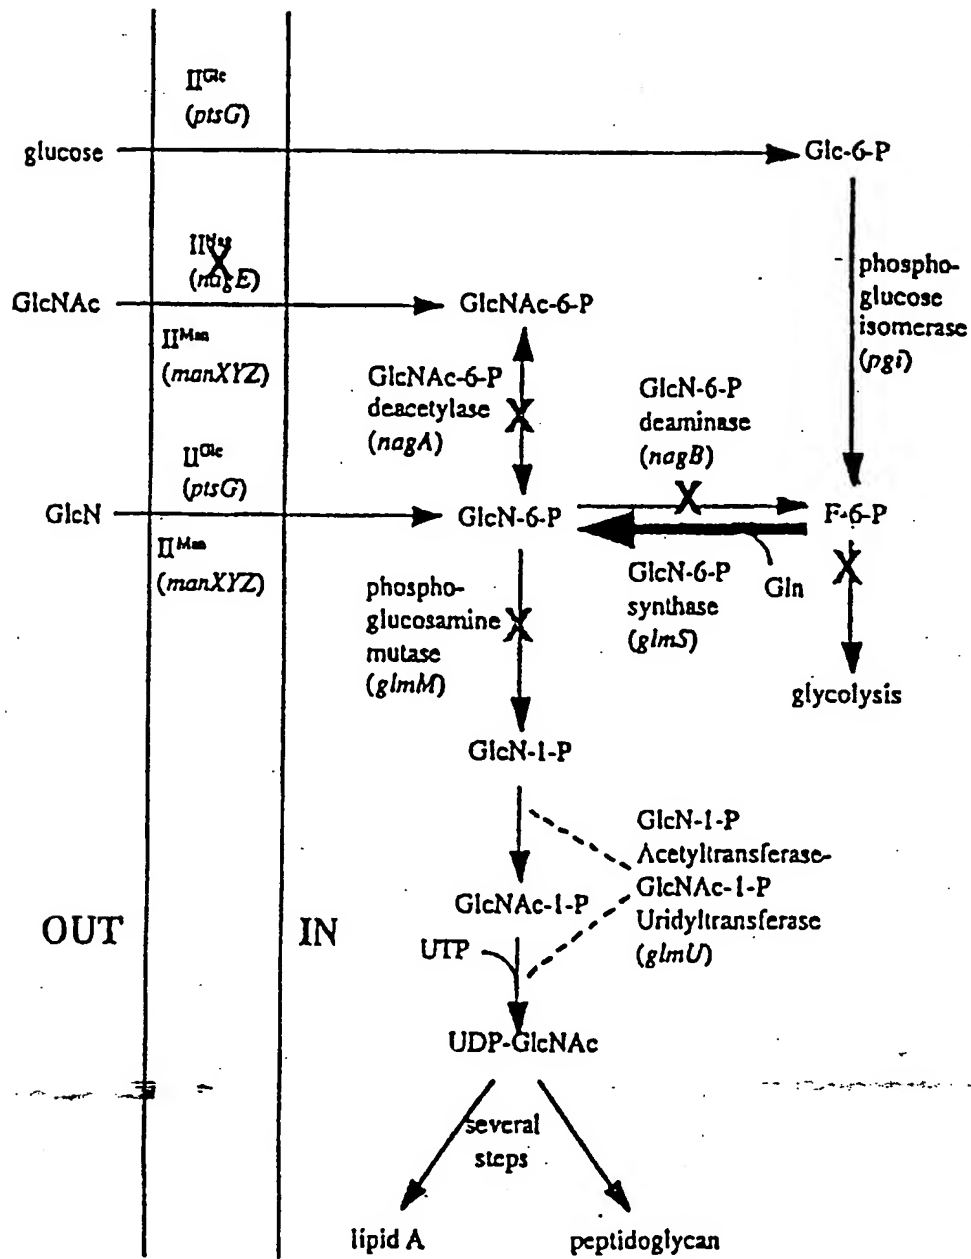 II^Glc
(ptsG)
glucose
Glc-6-P
(nagE)
GlcNAc
GlcNAc-6-P
phospho-
glucose
isomerase
(pgi)
II^Man
(manXYZ)
GlcNAc-6-P
deacetylase
(nagA)
GlcN-6-P
deaminase
(nagB)
II^Glc
(ptsG)
GlcN
GlcN-6-P
F-6-P
II^Man
(manXYZ)
GlcN-6-P
synthase
(glmS)
Gln
phospho-
glucosamine
mutase
(glmM)
glycolysis
GlcN-1-P
GlcN-1-P
Acetyltransferase-
GlcNAc-1-P
Uridyltransferase
(glmU)
GlcNAc-1-P
OUT
IN
UTP
UDP-GlcNAc
several
steps
lipid A
peptidoglycan